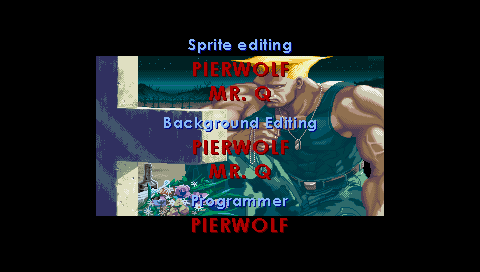 Sprite editing
PIERWOLF
MR. Q
Background Editing
PIERWOLF
MR. Q
Programmer
PIERWOLF